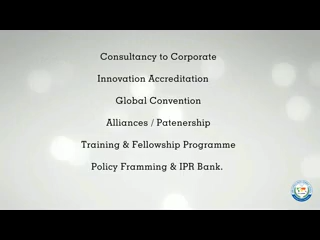 Consultancy to Corporate
Innovation Accreditation
Global Convention
Alliances / Patenership
Training & Fellowship Programme
Policy Framming & IPR Bank.